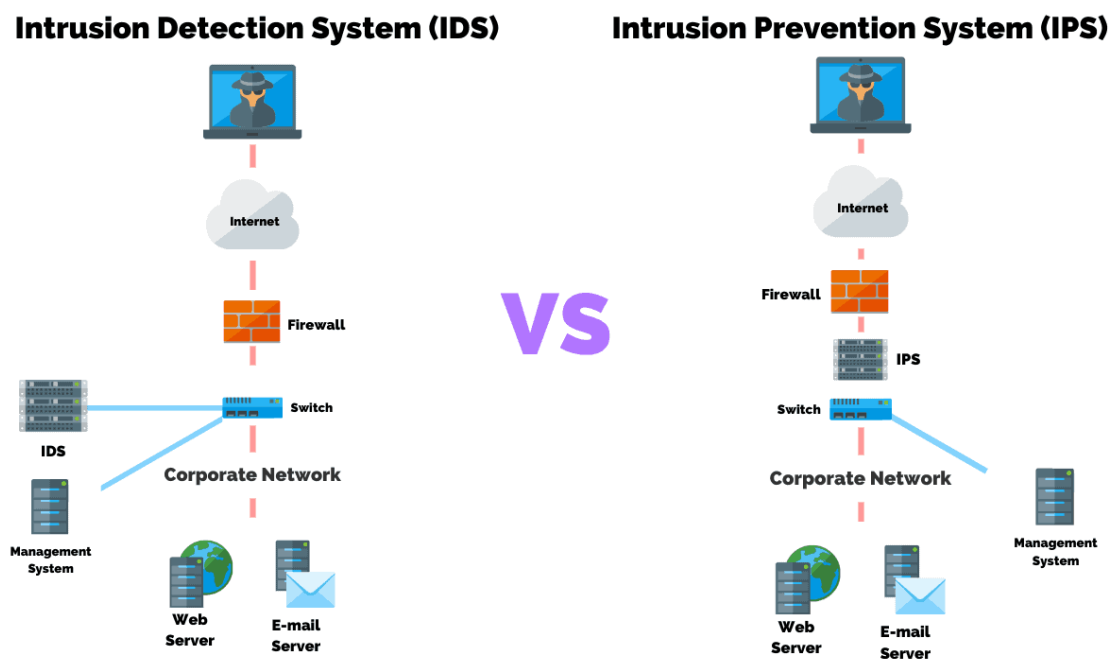 Intrusion Detection System (IDS)
Internet
Firewall
Switch
IDS
Corporate Network
Management
System
Web
Server
E-mail
Server
VS
Intrusion Prevention System (IPS)
Internet
Firewall
IPS
Switch
Corporate Network
Management
System
Web
Server
E-mail
Server